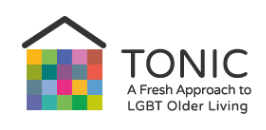 TONIC
A Fresh Approach to
LGBT Older Living